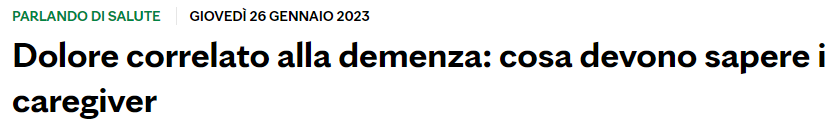 PARLANDO DI SALUTE GIOVEDÌ 26 GENNAIO 2023
Dolore correlato alla demenza: cosa devono sapere i
caregiver